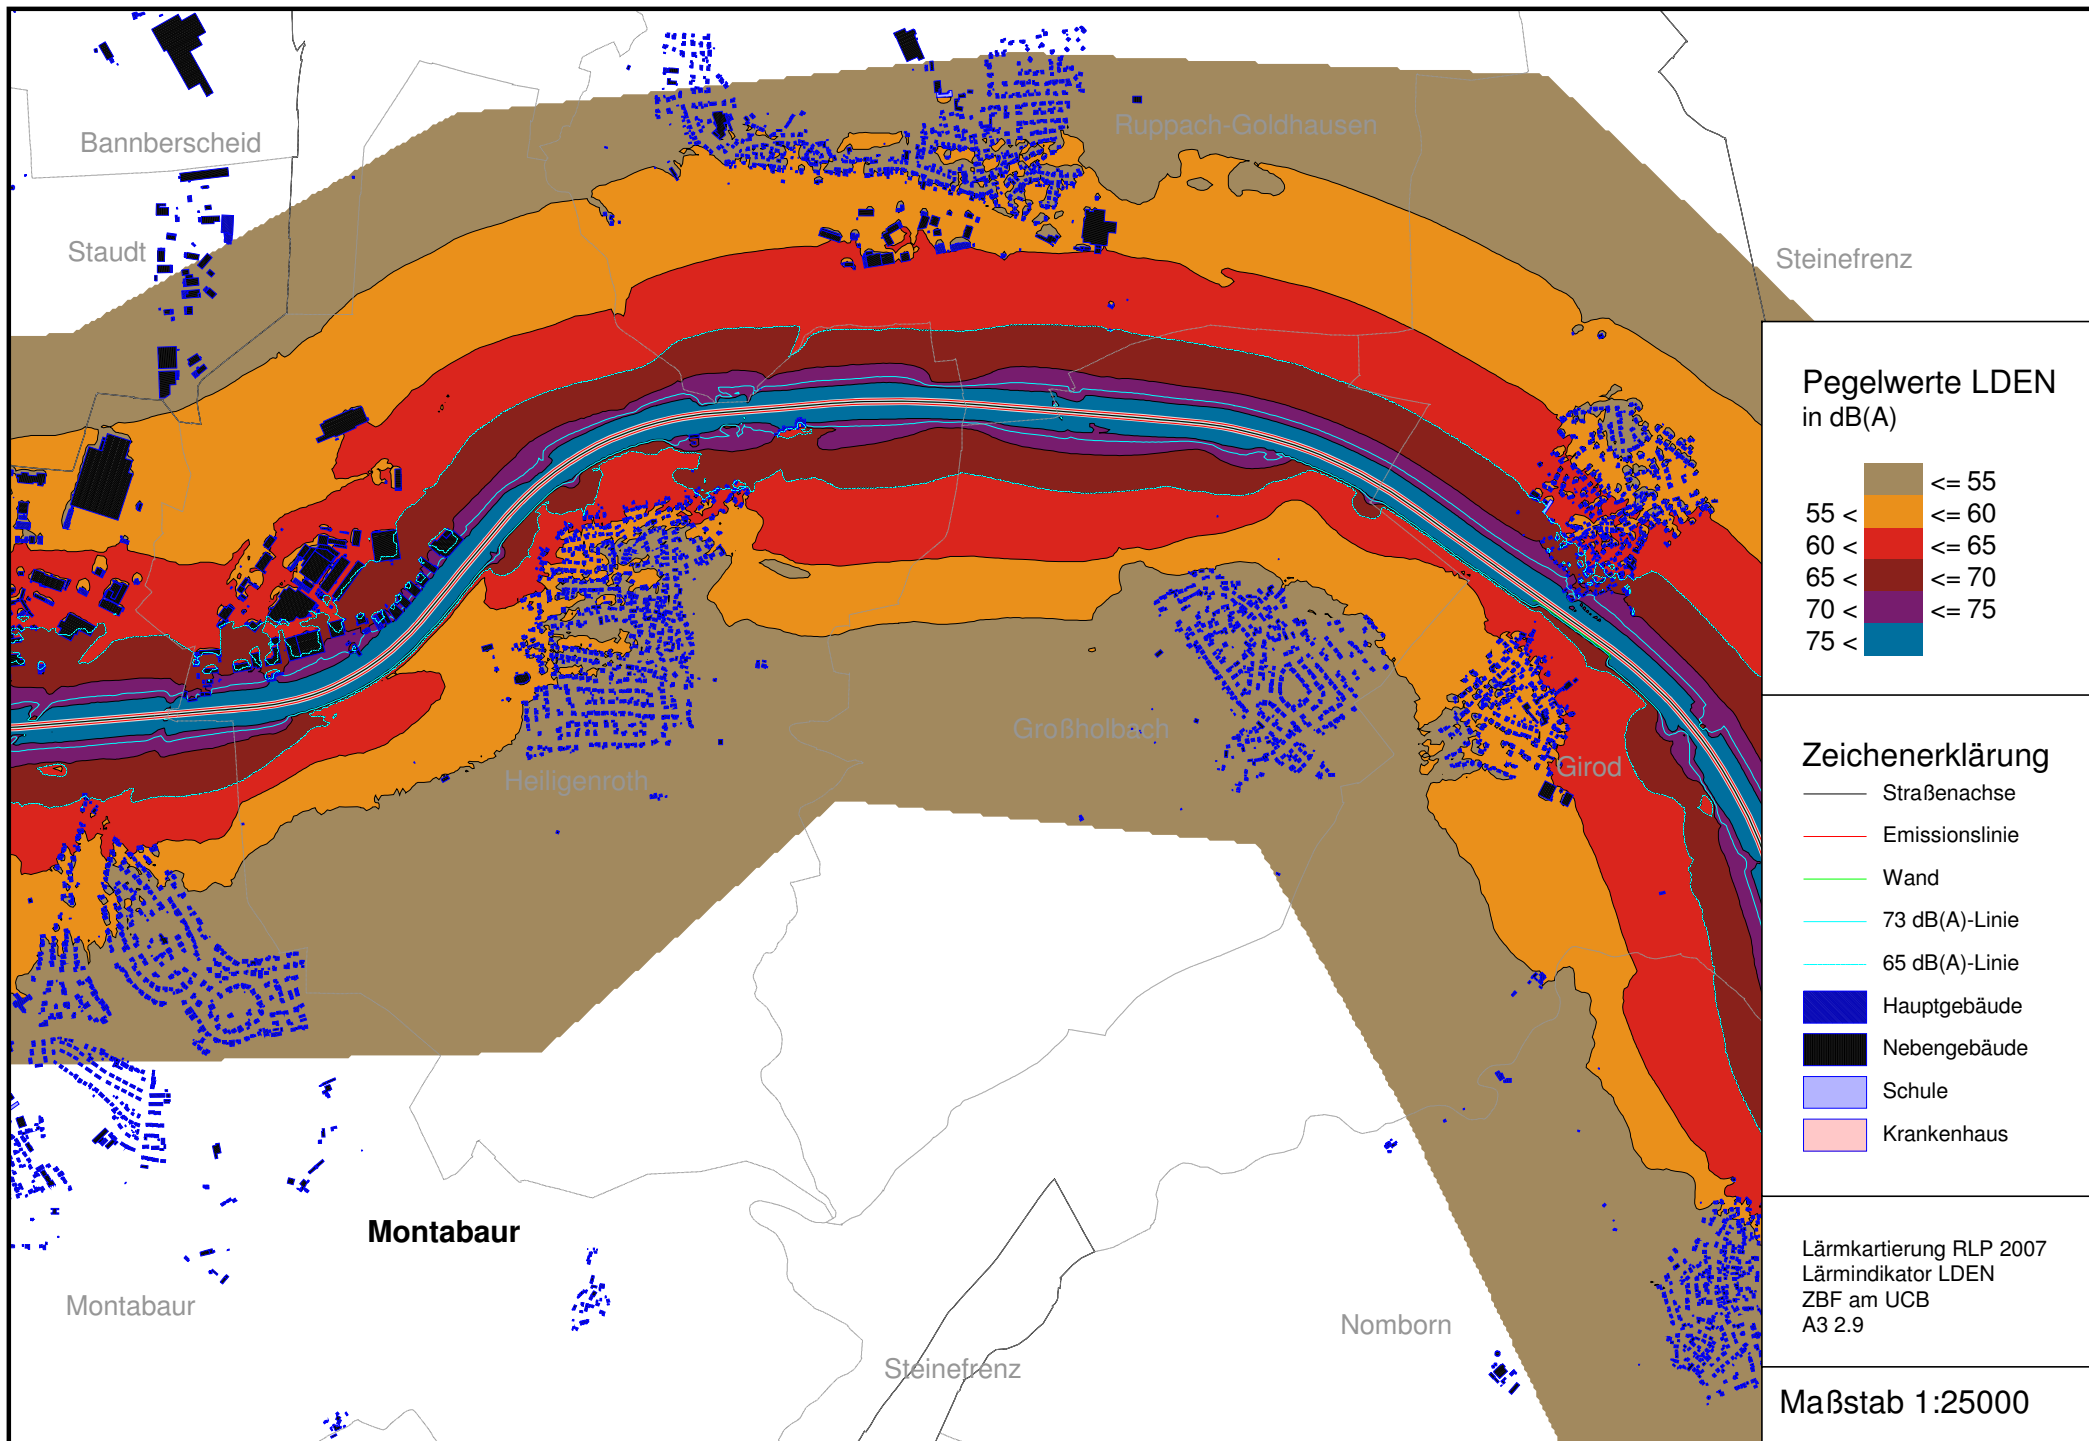 Bannberscheid
Ruppach-Goldhausen
Staudt
Steinefrenz
Heiligenroth
Großholbach
Girod
Montabaur
Montabaur
Steinefrenz
Nomborn
Pegelwerte LDEN
in dB(A)
<= 55
55 < <= 60
60 < <= 65
65 < <= 70
70 < <= 75
75 <
Zeichenerklärung
Straßenachse
Emissionslinie
Wand
73 dB(A)-Linie
65 dB(A)-Linie
Hauptgebäude
Nebengebäude
Schule
Krankenhaus
Lärmkartierung RLP 2007
Lärmindikator LDEN
ZBF am UCB
A3 2.9
Maßstab 1:25000